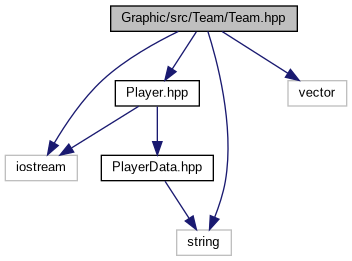 Graphic/src/Team/Team.hpp
Player.hpp
vector
iostream
PlayerData.hpp
string